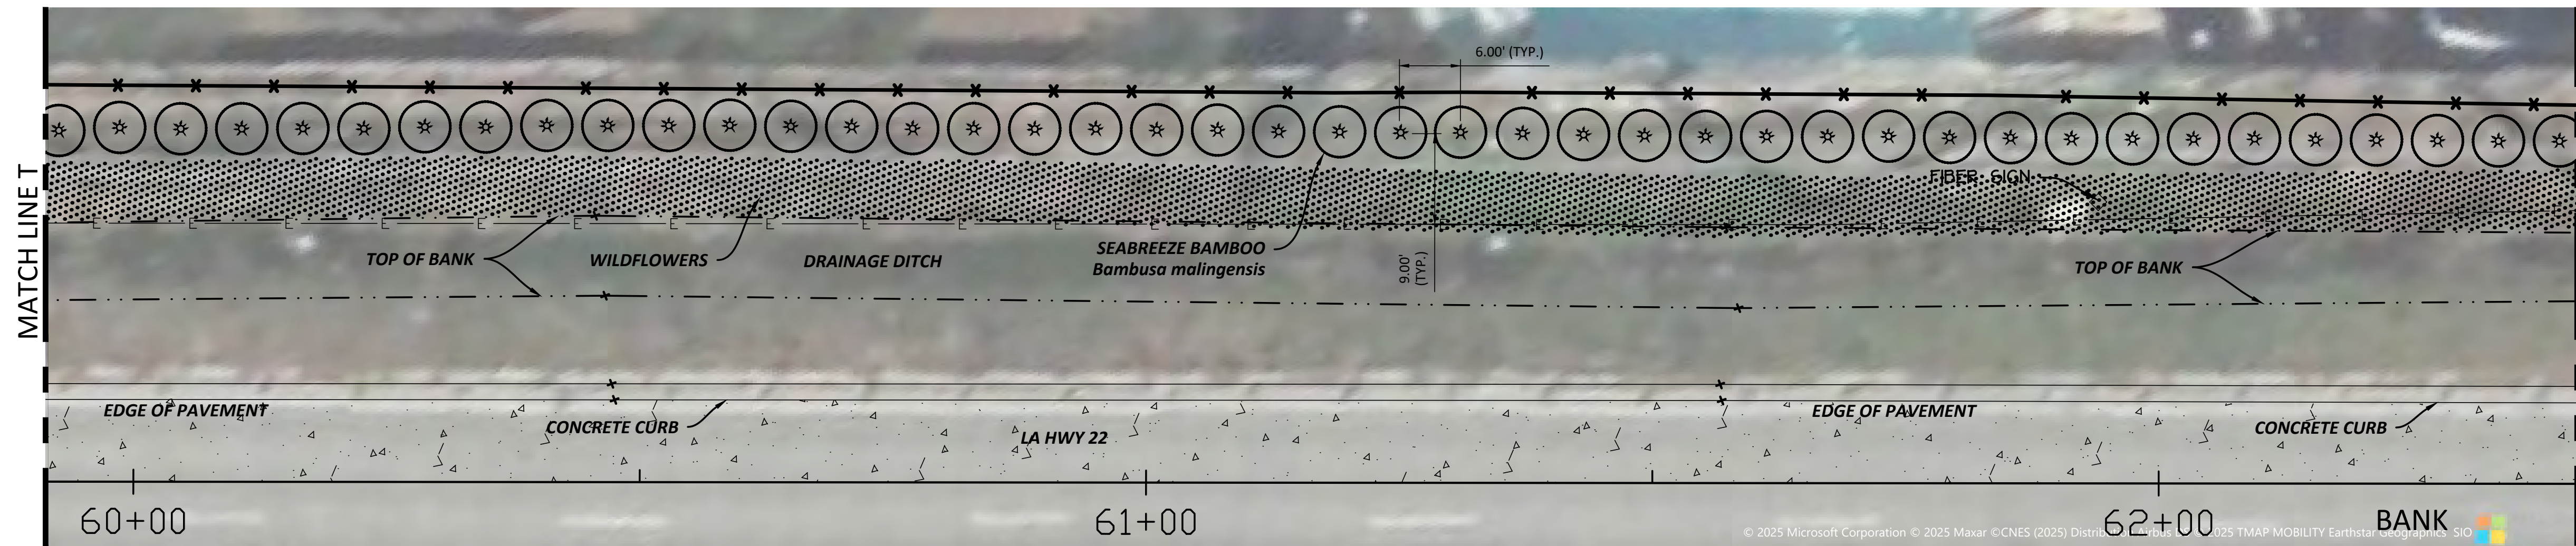 6.00' (TYP.)
MATCH LINE T
FIBER SIGN
E E E E E E E E E E E E
TOP OF BANK
WILDFLOWERS
DRAINAGE DITCH
SEABREEZE BAMBOO
Bambusa malingensis
9.00'
(TYP.)
TOP OF BANK
EDGE OF PAVEMENT
CONCRETE CURB
LA HWY 22
EDGE OF PAVEMENT
CONCRETE CURB
60+00
61+00
62+00
BANK
© 2025 Microsoft Corporation © 2025 Maxar ©CNES (2025) Distribution Airbus DS © 2025 TMAP MOBILITY Earthstar Geographics SIO